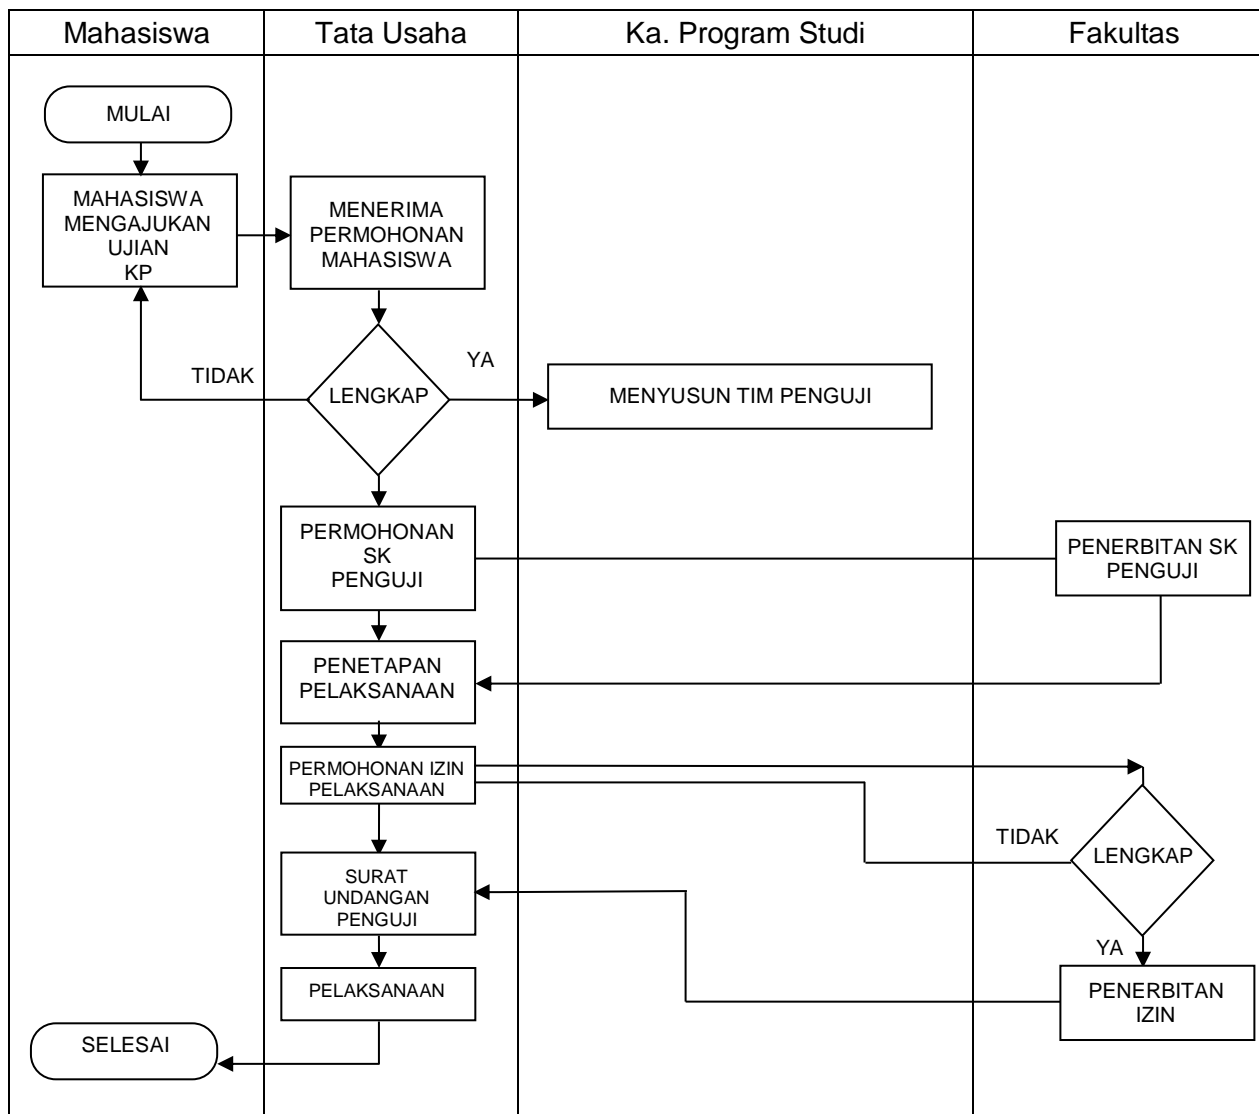 Mahasiswa
Tata Usaha
Ka. Program Studi
Fakultas
MULAI
MAHASISWA
MENGAJUKAN
UJIAN
KP
MENERIMA
PERMOHONAN
MAHASISWA
TIDAK
LENGKAP
YA
MENYUSUN TIM PENGUJI
PERMOHONAN
SK
PENGUJI
PENERBITAN SK
PENGUJI
PENETAPAN
PELAKSANAAN
PERMOHONAN IZIN
PELAKSANAAN
TIDAK
LENGKAP
YA
SURAT
UNDANGAN
PENGUJI
PENERBITAN
IZIN
PELAKSANAAN
SELESAI